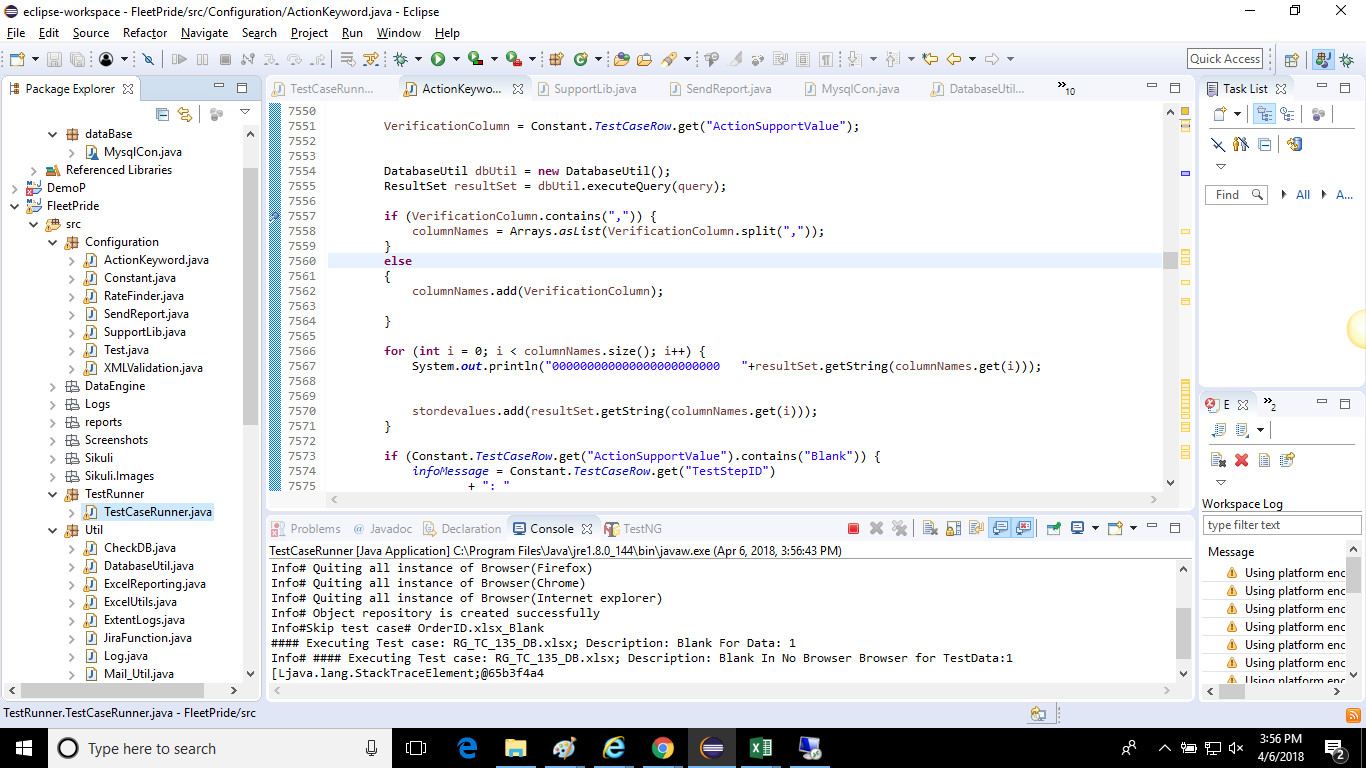 eclipse-workspace - FleetPride/src/Configuration/ActionKeyword.java - Eclipse
File Edit Source Refactor Navigate Search Project Run Window Help
Quick Access
Package Explorer
dataBase
MysqlCon.java
Referenced Libraries
DemoP
FleetPride
src
Configuration
ActionKeyword.java
Constant.java
RateFinder.java
SendReport.java
SupportLib.java
Test.java
XMLValidation.java
DataEngine
Logs
reports
Screenshots
Sikuli
Sikuli.Images
TestRunner
TestCaseRunner.java
Util
CheckDB.java
DatabaseUtil.java
ExcelReporting.java
ExcelUtils.java
ExtentLogs.java
JiraFunction.java
Log.java
Mail_Util.java
TestCaseRunn... ActionKeywo... SupportLib.java SendReport.java MysqlCon.java DatabaseUtil... »10
7550
7551 VerificationColumn = Constant.TestCaseRow.get("ActionSupportValue");
7552
7553
7554 DatabaseUtil dbUtil = new DatabaseUtil();
7555 ResultSet resultSet = dbUtil.executeQuery(query);
7556
7557 if (VerificationColumn.contains(",")) {
7558 columnNames = Arrays.asList(VerificationColumn.split(","));
7559 }
7560 else
7561 {
7562 columnNames.add(VerificationColumn);
7563
7564 }
7565
7566 for (int i = 0; i < columnNames.size(); i++) {
7567 System.out.println("000000000000000000000000   "+resultSet.getString(columnNames.get(i)));
7568
7569
7570 stordevalues.add(resultSet.getString(columnNames.get(i)));
7571 }
7572
7573 if (Constant.TestCaseRow.get("ActionSupportValue").contains("Blank")) {
7574 infoMessage = Constant.TestCaseRow.get("TestStepID")
7575 + ": "
Problems Javadoc Declaration Console TestNG
TestCaseRunner [Java Application] C:\Program Files\Java\jre1.8.0_144\bin\javaw.exe (Apr 6, 2018, 3:56:43 PM)
Info# Quiting all instance of Browser(Firefox)
Info# Quiting all instance of Browser(Chrome)
Info# Quiting all instance of Browser(Internet explorer)
Info# Object repository is created successfully
Info#Skip test case# OrderID.xlsx_Blank
#### Executing Test case: RG_TC_135_DB.xlsx; Description: Blank For Data: 1
Info# #### Executing Test case: RG_TC_135_DB.xlsx; Description: Blank In No Browser Browser for TestData:1
[Ljava.lang.StackTraceElement;@65b3f4a4
Task List
Find All A...
E »2
Workspace Log
type filter text
Message
Using platform enc
Using platform enc
Using platform enc
Using platform enc
Using platform enc
Using platform enc
Using platform enc
TestRunner.TestCaseRunner.java - FleetPride/src
Type here to search
3:56 PM
4/6/2018
2